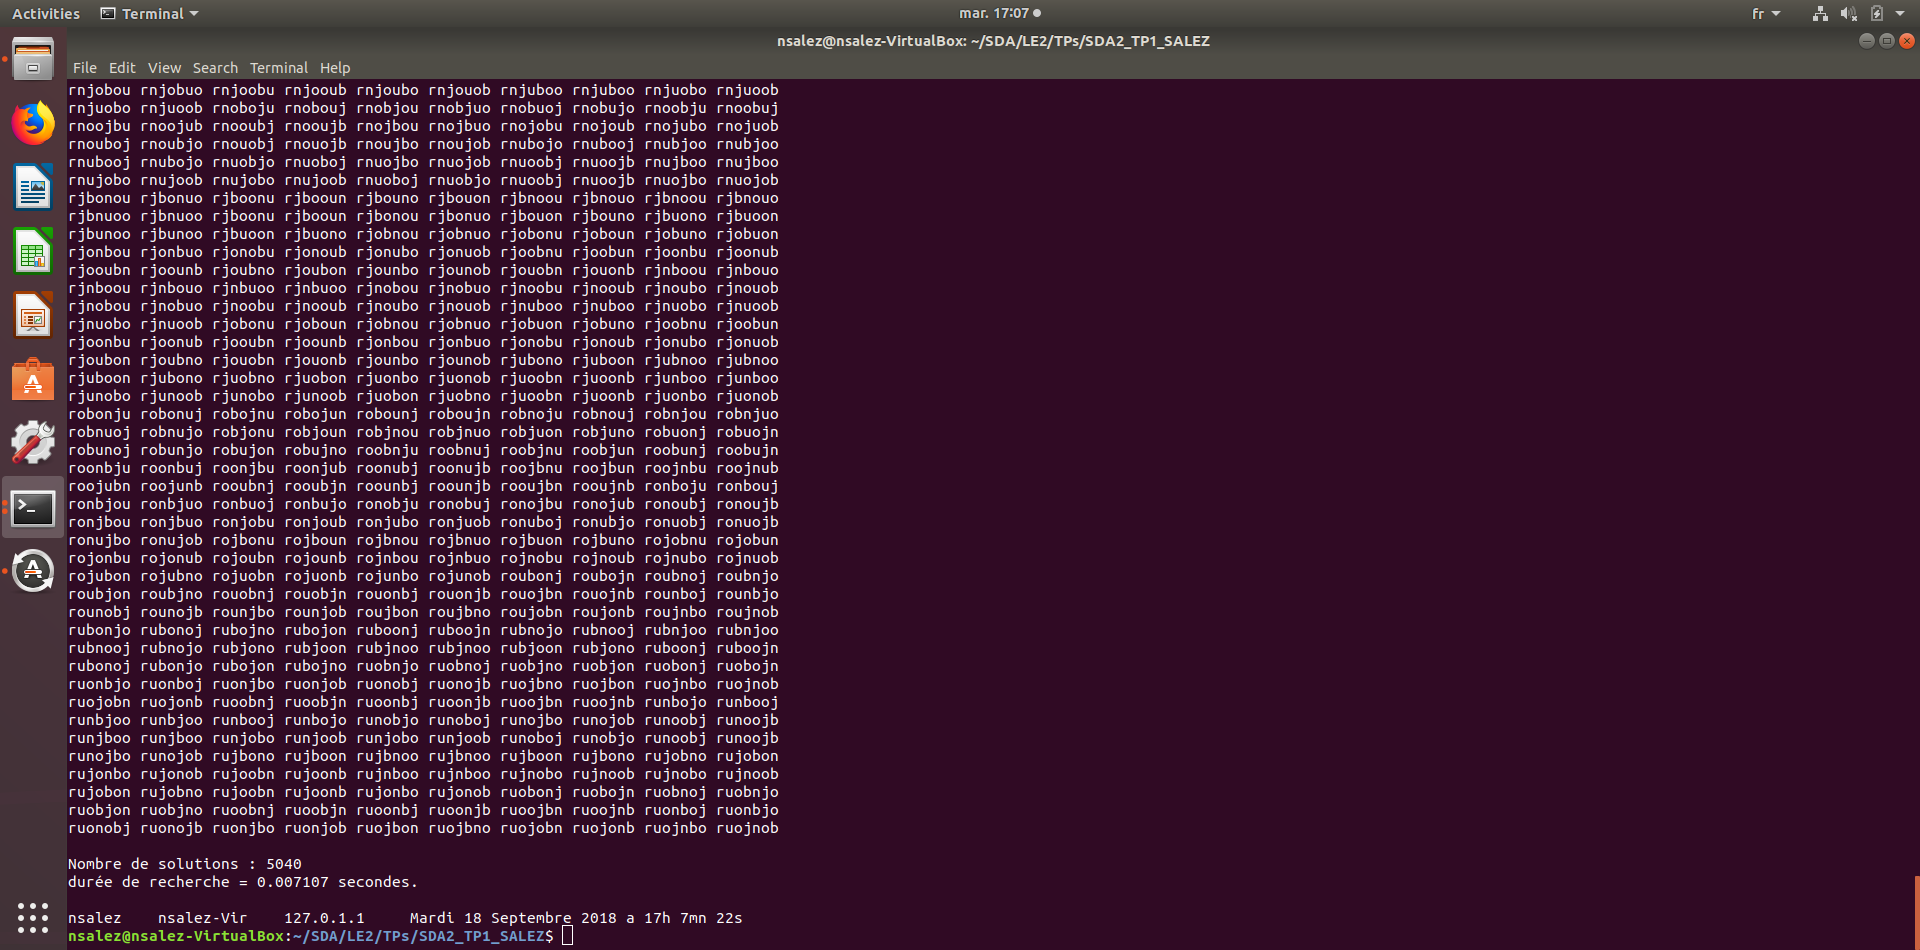 Activities Terminal mar. 17:07 fr
nsalez@nsalez-VirtualBox: ~/SDA/LE2/TPs/SDA2_TP1_SALEZ
File Edit View Search Terminal Help
rnjobou rnjobuo rnjoobu rnjooub rnjoubo rnjouob rnjuboo rnjuboo rnjuobo rnjuoob
rnjuobo rnjuoob rnoboju rnobouj rnobjou rnobjuo rnobuoj rnobujo rnoobju rnoobuj
rnoojbu rnoojub rnooubj rnooujb rnojbou rnojbuo rnojobu rnojoub rnojubo rnojuob
rnouboj rnoubjo rnouobj rnouojb rnoujbo rnoujob rnubojo rnubooj rnubjoo rnubjoo
rnubooj rnubojo rnuobjo rnuoboj rnuojbo rnuojob rnuoobj rnuoojb rnujboo rnujboo
rnujobo rnujoob rnujobo rnujoob rnuoboj rnuobjo rnuoobj rnuoojb rnuojbo rnuojob
rjbonou rjbonuo rjboonu rjbooun rjbouno rjbouon rjbnoou rjbnouo rjbnoou rjbnouo
rjbnuoo rjbnuoo rjboonu rjbooun rjbonou rjbonuo rjbouon rjbouno rjbuono rjbuoon
rjbunoo rjbunoo rjbuoon rjbuono rjobnou rjobnuo rjobonu rjoboun rjobuno rjobuon
rjonbou rjonbuo rjonobu rjonoub rjonubo rjonuob rjoobnu rjoobun rjoonbu rjoonub
rjooubn rjoounb rjoubno rjoubon rjounbo rjounob rjouobn rjouonb rjnboou rjnbouo
rjnboou rjnbouo rjnbuoo rjnbuoo rjnobou rjnobuo rjnoobu rjnooub rjnoubo rjnouob
rjnobou rjnobuo rjnoobu rjnooub rjnoubo rjnouob rjnuboo rjnuboo rjnuobo rjnuoob
rjnuobo rjnuoob rjobonu rjoboun rjobnou rjobnuo rjobuon rjobuno rjoobnu rjoobun
rjoonbu rjoonub rjooubn rjoounb rjonbou rjonbuo rjonobu rjonoub rjonubo rjonuob
rjoubon rjoubno rjouobn rjouonb rjounbo rjounob rjubono rjuboon rjubnoo rjubnoo
rjuboon rjubono rjuobno rjuobon rjuonbo rjuonob rjuoobn rjuoonb rjunboo rjunboo
rjunobo rjunoob rjunobo rjunoob rjuobon rjuobno rjuoobn rjuoonb rjuonbo rjuonob
robonju robonuj robojnu robojun robounj roboujn robnoju robnouj robnjou robnjuo
robnuoj robnujo robjonu robjoun robjnou robjnuo robjuon robjuno robuonj robuojn
robunoj robunjo robujon robujno roobnju roobnuj roobjnu roobjun roobunj roobujn
roonbju roonbuj roonjbu roonjub roonubj roonujb roojbnu roojbun roojnbu roojnub
roojubn roojunb rooubnj rooubjn roounbj roounjb rooujbn rooujnb ronboju ronbouj
ronbjou ronbjuo ronbuoj ronbujo ronobju ronobuj ronojbu ronojub ronoubj ronoujb
ronjbou ronjbuo ronjobu ronjoub ronjubo ronjuob ronuboj ronubjo ronuobj ronuojb
ronujbo ronujob rojbonu rojboun rojbnou rojbnuo rojbuon rojbuno rojobnu rojobun
rojonbu rojonub rojoubn rojounb rojnbou rojnbuo rojnobu rojnoub rojnubo rojnuob
rojubon rojubno rojuobn rojuonb rojunbo rojunob roubonj roubojn roubnoj roubnjo
roubjon roubjno rouobnj rouobjn rouonbj rouonjb rouojbn rouojnb rounboj rounbjo
rounobj rounojb rounjbo rounjob roujbon roujbno roujobn roujonb roujnbo roujnob
rubonjo rubonoj rubojno rubojon ruboonj ruboojn rubnojo rubnooj rubnjoo rubnjoo
rubnooj rubnojo rubjono rubjoon rubjnoo rubjnoo rubjoon rubjono ruboonj ruboojn
rubonoj rubonjo rubojon rubojno ruobnjo ruobnoj ruobjno ruobjon ruobonj ruobojn
ruonbjo ruonboj ruonjbo ruonjob ruonobj ruonojb ruojbno ruojbon ruojnbo ruojnob
ruojobn ruojonb ruoobnj ruoobjn ruoonbj ruoonjb ruoojbn ruoojnb runbojo runbooj
runbjoo runbjoo runbooj runbojo runobjo runoboj runojbo runojob runoobj runoojb
runjboo runjboo runjobo runjoob runjobo runjoob runoboj runobjo runoobj runoojb
runojbo runojob rujbono rujboon rujbnoo rujbnoo rujboon rujbono rujobno rujobon
rujonbo rujonob rujoobn rujoonb rujnboo rujnboo rujnobo rujnoob rujnobo rujnoob
rujobon rujobno rujoobn rujoonb rujonbo rujonob ruobonj ruobojn ruobnoj ruobnjo
ruobjon ruobjno ruoobnj ruoobjn ruoonbj ruoonjb ruoojbn ruoojnb ruonboj ruonbjo
ruonobj ruonojb ruonjbo ruonjob ruojbon ruojbno ruojobn ruojonb ruojnbo ruojnob
Nombre de solutions : 5040
durée de recherche = 0.007107 secondes.
nsalez nsalez-Vir 127.0.1.1 Mardi 18 Septembre 2018 a 17h 7mn 22s
nsalez@nsalez-VirtualBox:~/SDA/LE2/TPs/SDA2_TP1_SALEZ$